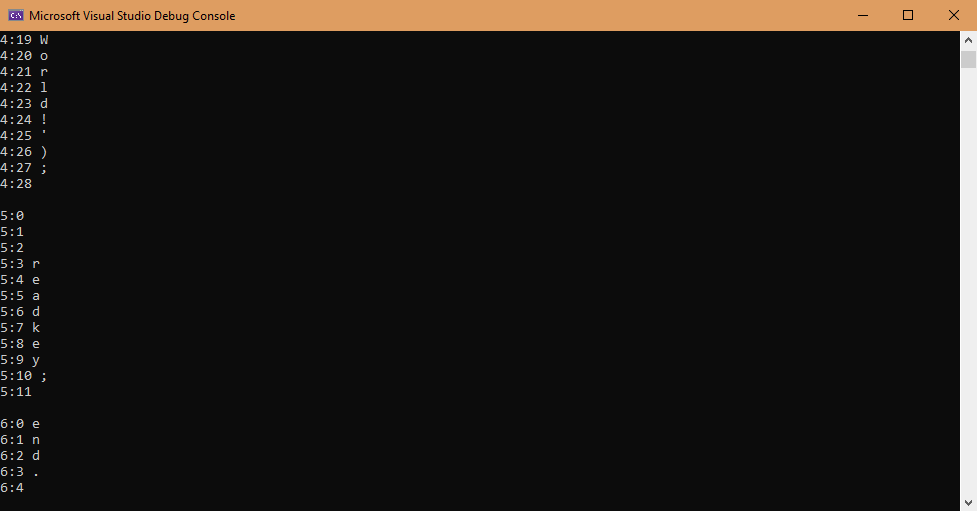 Microsoft Visual Studio Debug Console
4:19 W
4:20 o
4:21 r
4:22 l
4:23 d
4:24 !
4:25 '
4:26 )
4:27 ;
4:28
5:0
5:1
5:2
5:3 r
5:4 e
5:5 a
5:6 d
5:7 k
5:8 e
5:9 y
5:10 ;
5:11
6:0 e
6:1 n
6:2 d
6:3 .
6:4